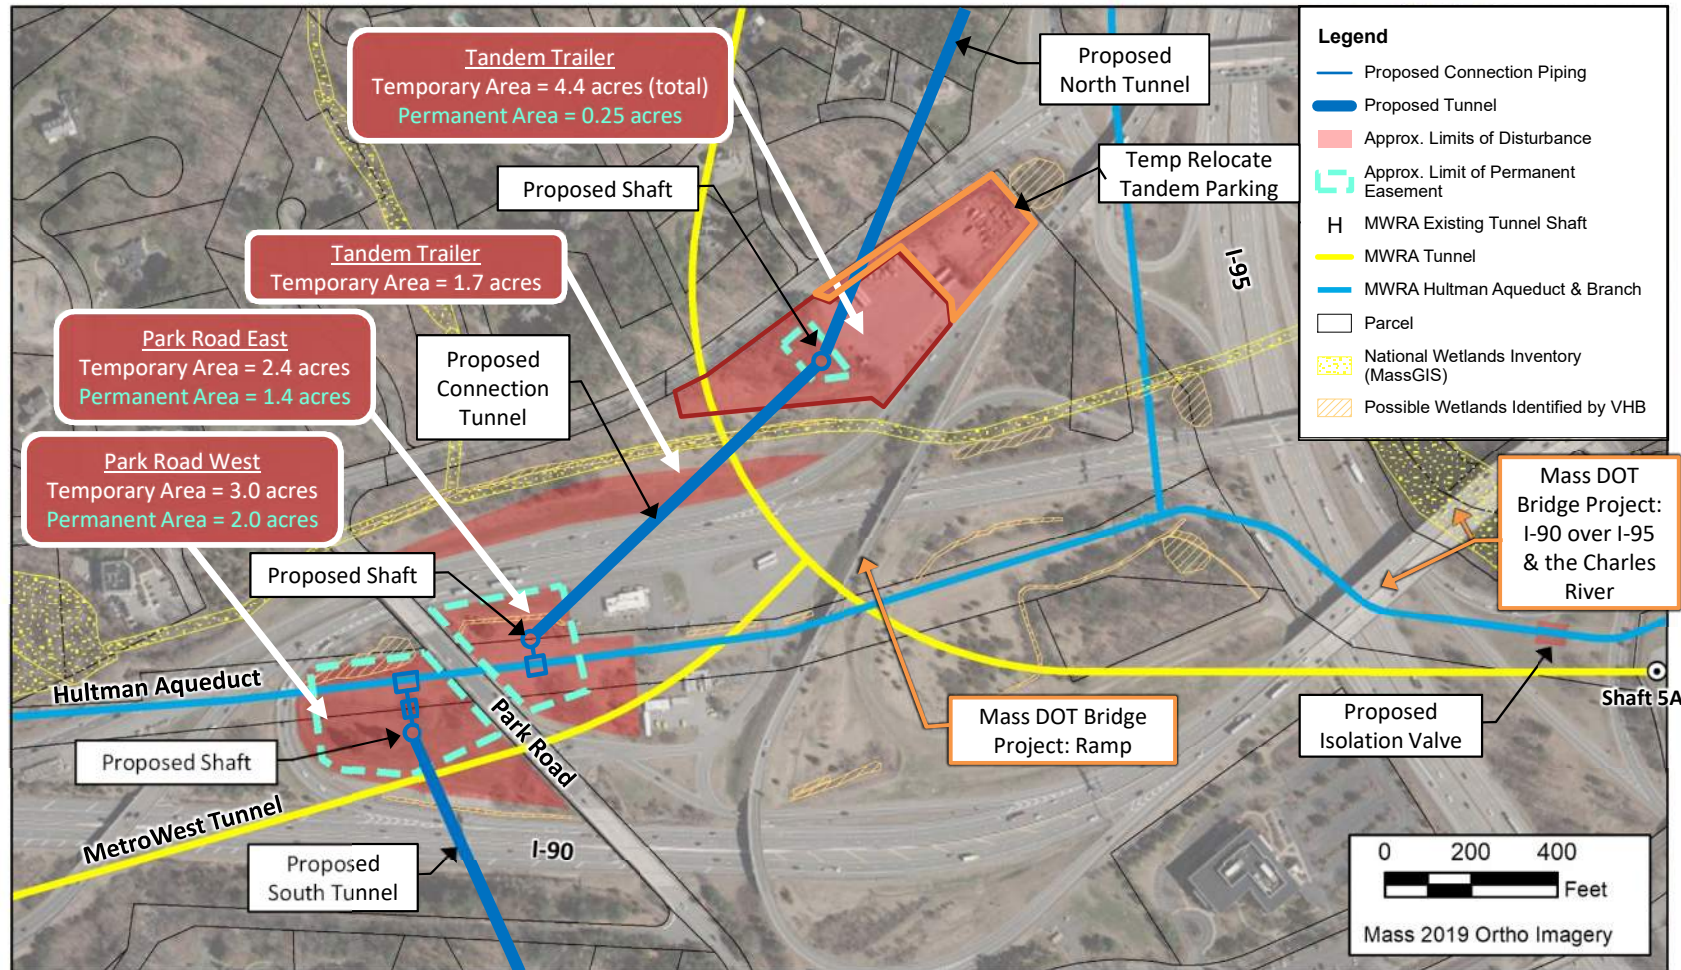 Tandem Trailer
Temporary Area = 4.4 acres (total)
Permanent Area = 0.25 acres
Proposed
North Tunnel
Temp Relocate
Tandem Parking
Proposed Shaft
Tandem Trailer
Temporary Area = 1.7 acres
Park Road East
Temporary Area = 2.4 acres
Permanent Area = 1.4 acres
Proposed
Connection
Tunnel
Park Road West
Temporary Area = 3.0 acres
Permanent Area = 2.0 acres
Proposed Shaft
Hultman Aqueduct
Proposed Shaft
Park Road
MetroWest Tunnel
Proposed
South Tunnel
I-90
I-95
Mass DOT Bridge
Project: Ramp
Mass DOT
Bridge Project:
I-90 over I-95
& the Charles
River
Proposed
Isolation Valve
Shaft 5A
Legend
Proposed Connection Piping
Proposed Tunnel
Approx. Limits of Disturbance
Approx. Limit of Permanent
Easement
H MWRA Existing Tunnel Shaft
MWRA Tunnel
MWRA Hultman Aqueduct & Branch
Parcel
National Wetlands Inventory
(MassGIS)
Possible Wetlands Identified by VHB
0 200 400
Feet
Mass 2019 Ortho Imagery